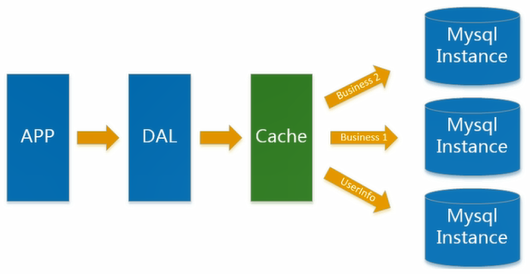 APP
DAL
Cache
Business 2
Business 1
UserInfo
Mysql
Instance
Mysql
Instance
Mysql
Instance